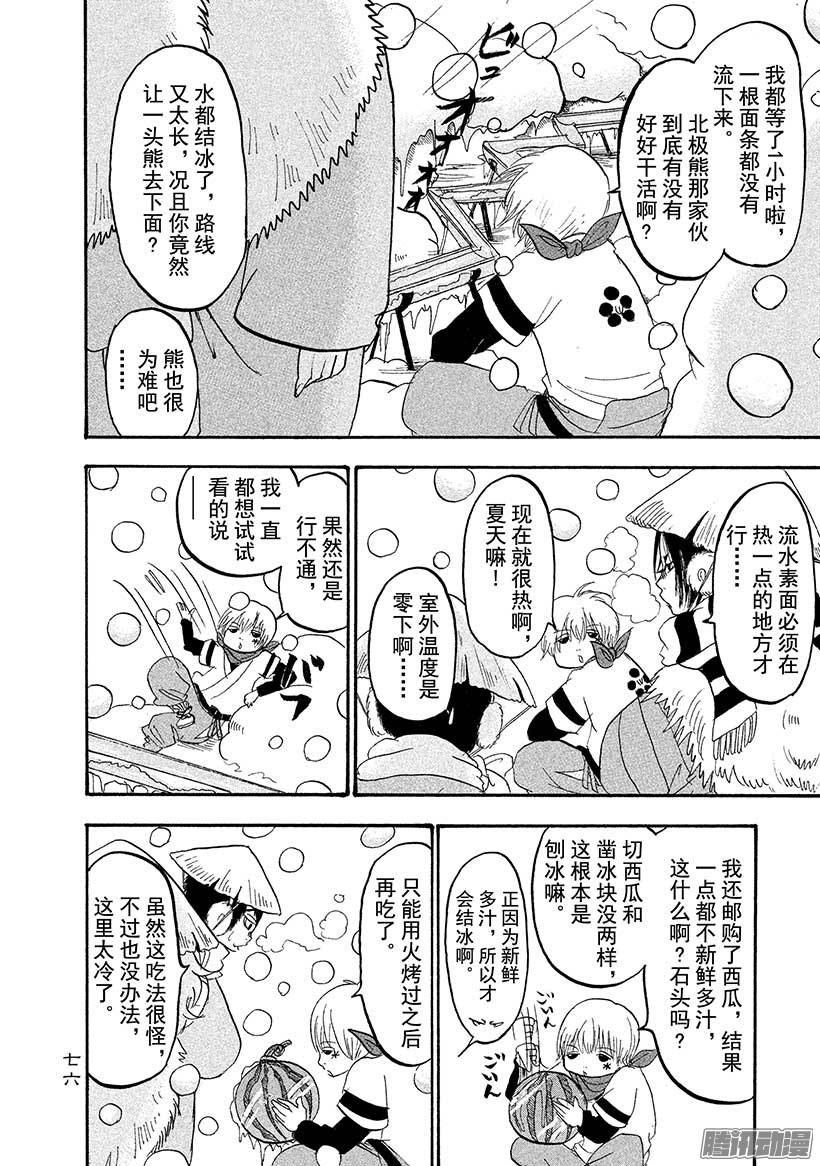 我都等了1小时啦，
一根面条都没有
流下来。
北极熊那家伙
到底有没有
好好干活啊？
ビュオオオ
水都结冰了，路线
又太长，况且你竟然
让一头熊去下面？
熊也很
为难吧
……
流水素面必须在
热一点的地方才
行……
现在就很热啊，
夏天嘛！
室外温度是
零下啊……
果然还是
行不通，
我一直
都想试试
看的说
——
我还邮购了西瓜，结果
一点都不新鲜多汁，
这什么啊？石头吗？
切西瓜和
凿冰块没两样，
这根本是
刨冰嘛。
ごいん
ごいん
正因为新鲜
多汁，所以才
会结冰啊。
只能用火烤过之后
再吃了。
虽然这吃法很怪，
不过也没办法，
这里太冷了。
七六
腾讯动漫